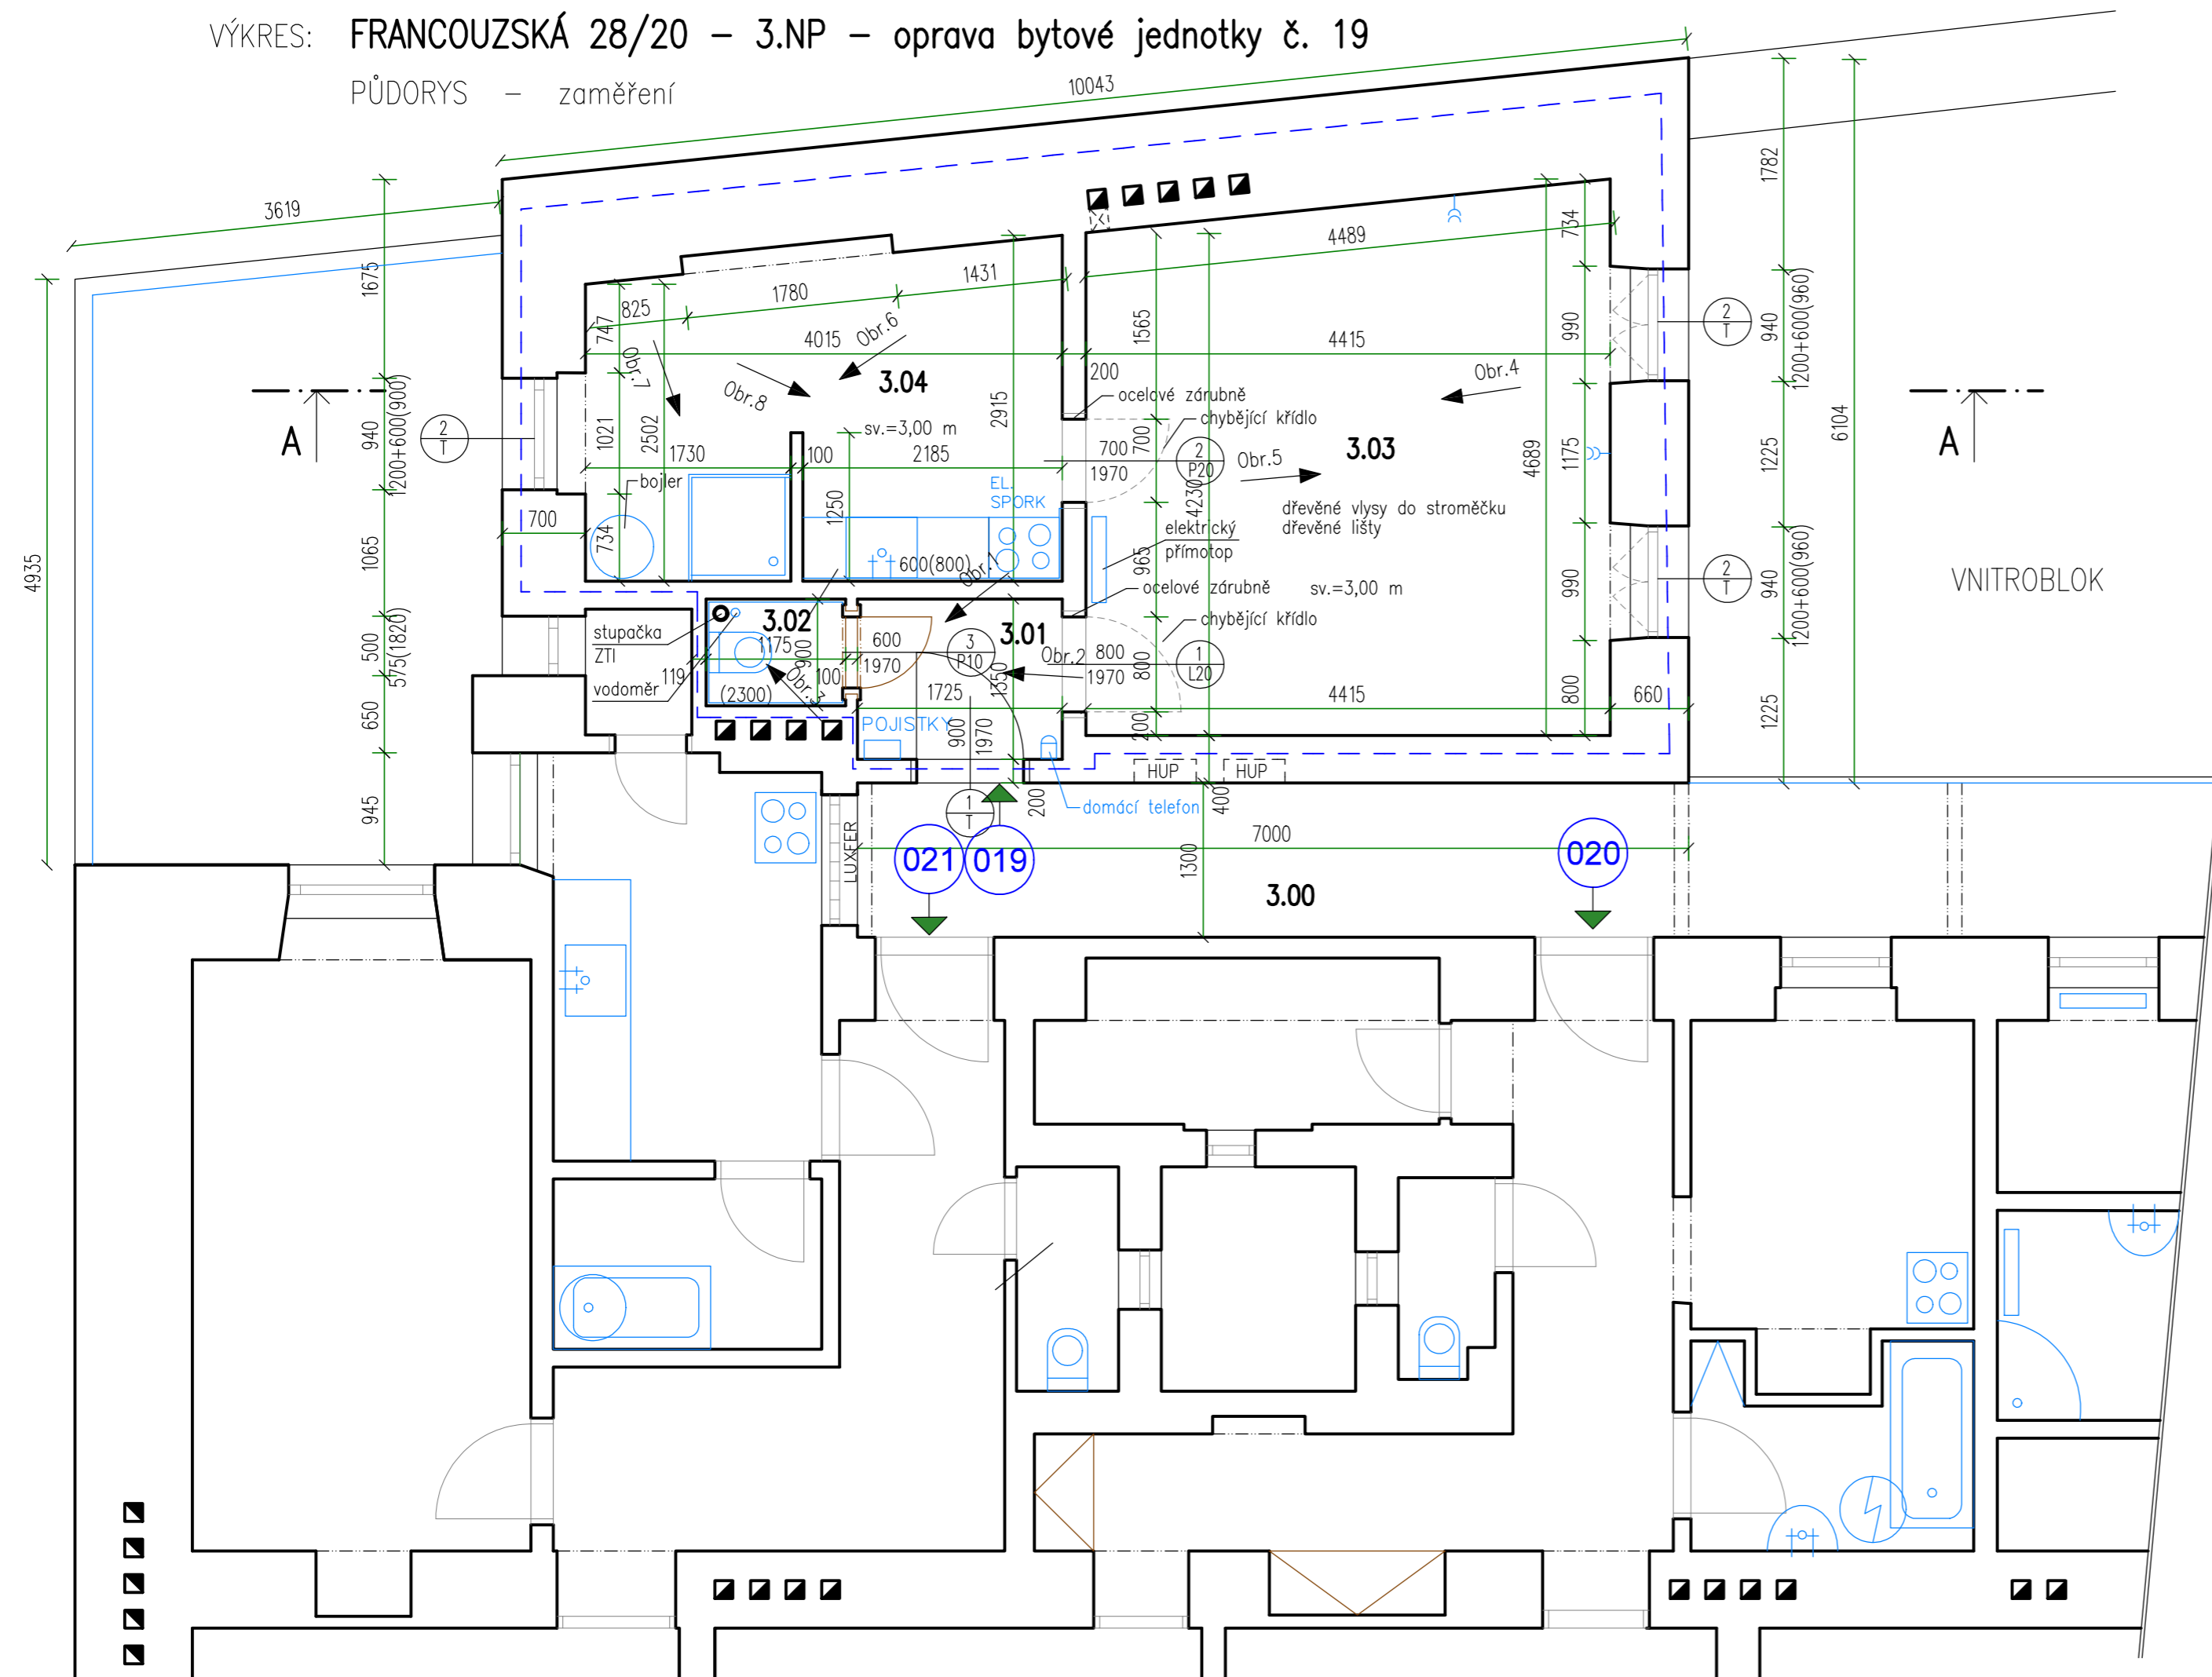 VÝKRES: FRANCOUZSKÁ 28/20 – 3.NP – oprava bytové jednotky č. 19
PŮDORYS – zaměření
10043
3619
1675
940
1200+600(900)
1065
500
575(1820)
650
945
4935
A
2
T
700
825
1780
1431
747
1021
734
2502
4015
Obr.6
Obr.7
Obr.8
3.04
sv.=3,00 m
2915
1730
100
2185
bojler
1250
EL.
SPORK
600(800)
Obr.1
4489
734
1565
4415
200
Obr.4
ocelové zárubně
chybějící křídlo
700
700
1970
2
P20
Obr.5
3.03
4230
4689
990
1175
990
800
dřevěné vlysy do stroměčku
dřevěné lišty
elektrický
přímotop
965
ocelové zárubně
sv.=3,00 m
chybějící křídlo
1782
940
1200+600(960)
1225
940
1200+600(960)
1225
6104
2
T
2
T
A
VNITROBLOK
stupačka
ZTI
vodoměr
3.02
1175
119
900
100
(2300)
Obr.3
600
1970
3
P10
3.01
Obr.2
1350
1725
800
1970
800
1
L20
4415
660
200
POJISTKY
900
1970
HUP
HUP
domácí telefon
200
400
1
T
LUXFER
021
019
020
7000
1300
3.00